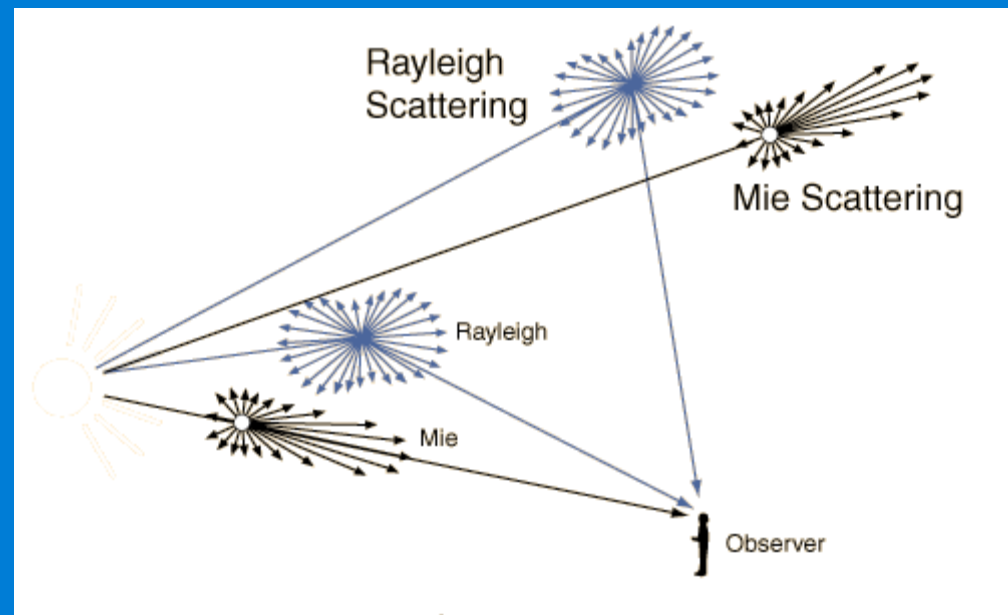 Rayleigh
Scattering
Mie Scattering
Rayleigh
Mie
Observer